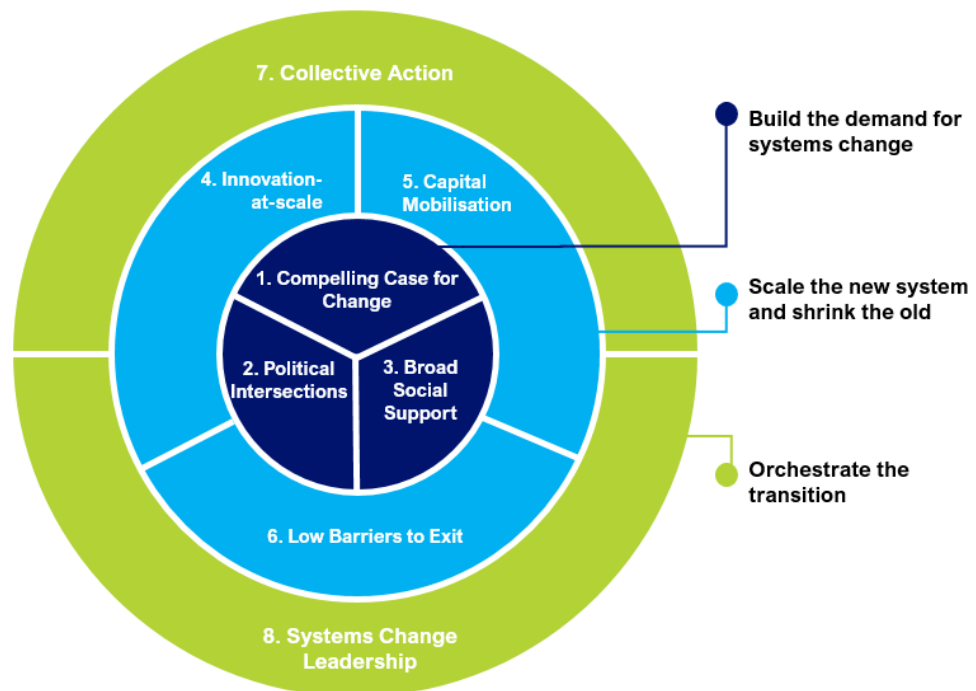 7. Collective Action
4. Innovation-
at-scale
5. Capital
Mobilisation
1. Compelling Case for
Change
2. Political
Intersections
3. Broad
Social
Support
6. Low Barriers to Exit
8. Systems Change
Leadership
Build the demand for
systems change
Scale the new system
and shrink the old
Orchestrate the
transition